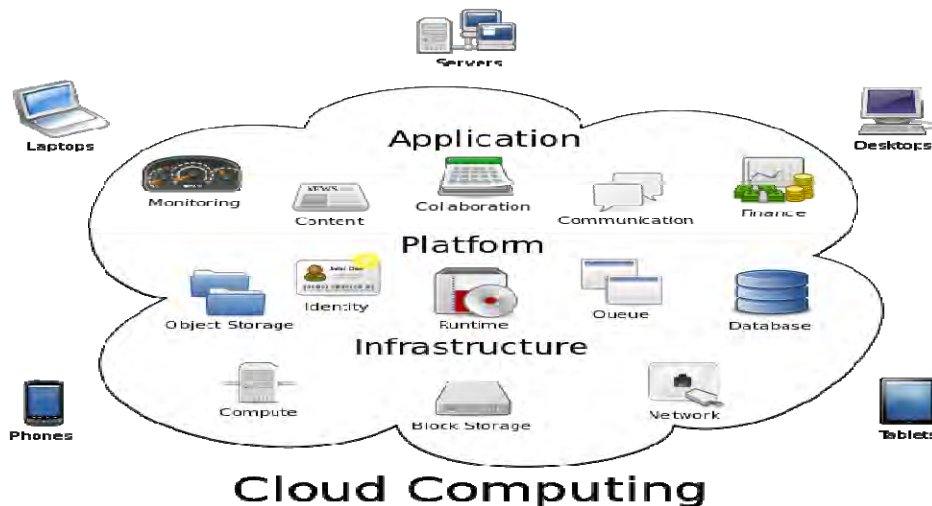 Servers
Laptops
Desktops
Application
Monitoring
Content
Collaboration
Communication
Finance
NEWS
Platform
Object Storage
Identity
Runtime
Queue
Database
Infrastructure
Compute
Block Storage
Network
Phones
Tablets
Cloud Computing